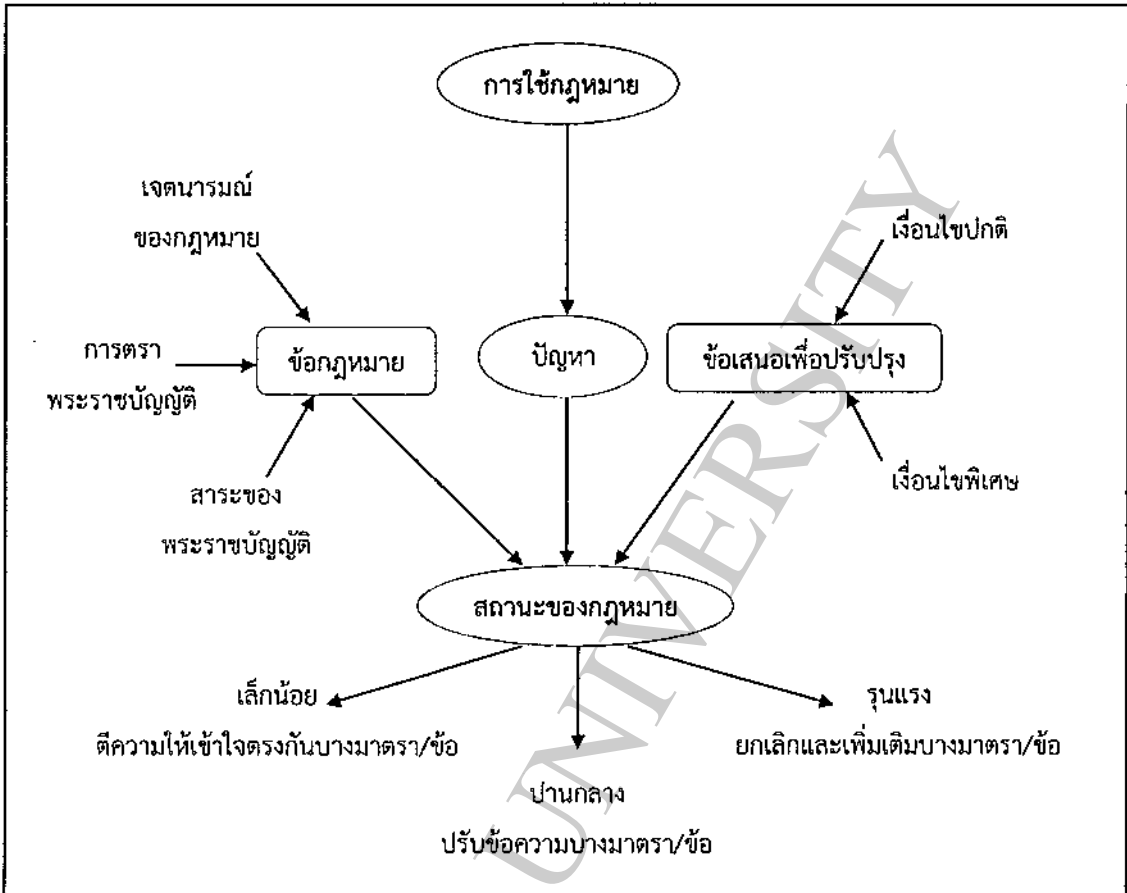 การใช้กฎหมาย
เจตนารมณ์
ของกฎหมาย
เงื่อนไขปกติ
การตรา
พระราชบัญญัติ
ข้อกฎหมาย
ปัญหา
ข้อเสนอเพื่อปรับปรุง
สาระของ
พระราชบัญญัติ
เงื่อนไขพิเศษ
สถานะของกฎหมาย
เล็กน้อย
ตีความให้เข้าใจตรงกันบางมาตรา/ข้อ
รุนแรง
ยกเลิกและเพิ่มเติมบางมาตรา/ข้อ
ปานกลาง
ปรับข้อความบางมาตรา/ข้อ
UNIVERSITY